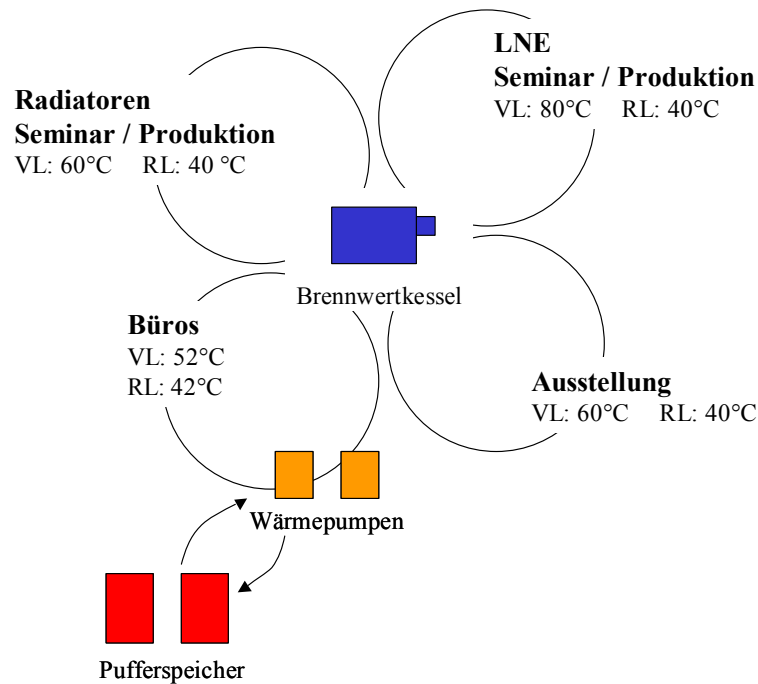 LNE
Seminar / Produktion
VL: 80°C RL: 40°C
Radiatoren
Seminar / Produktion
VL: 60°C RL: 40 °C
Brennwertkessel
Büros
VL: 52°C
RL: 42°C
Ausstellung
VL: 60°C RL: 40°C
Wärmepumpen
Pufferspeicher